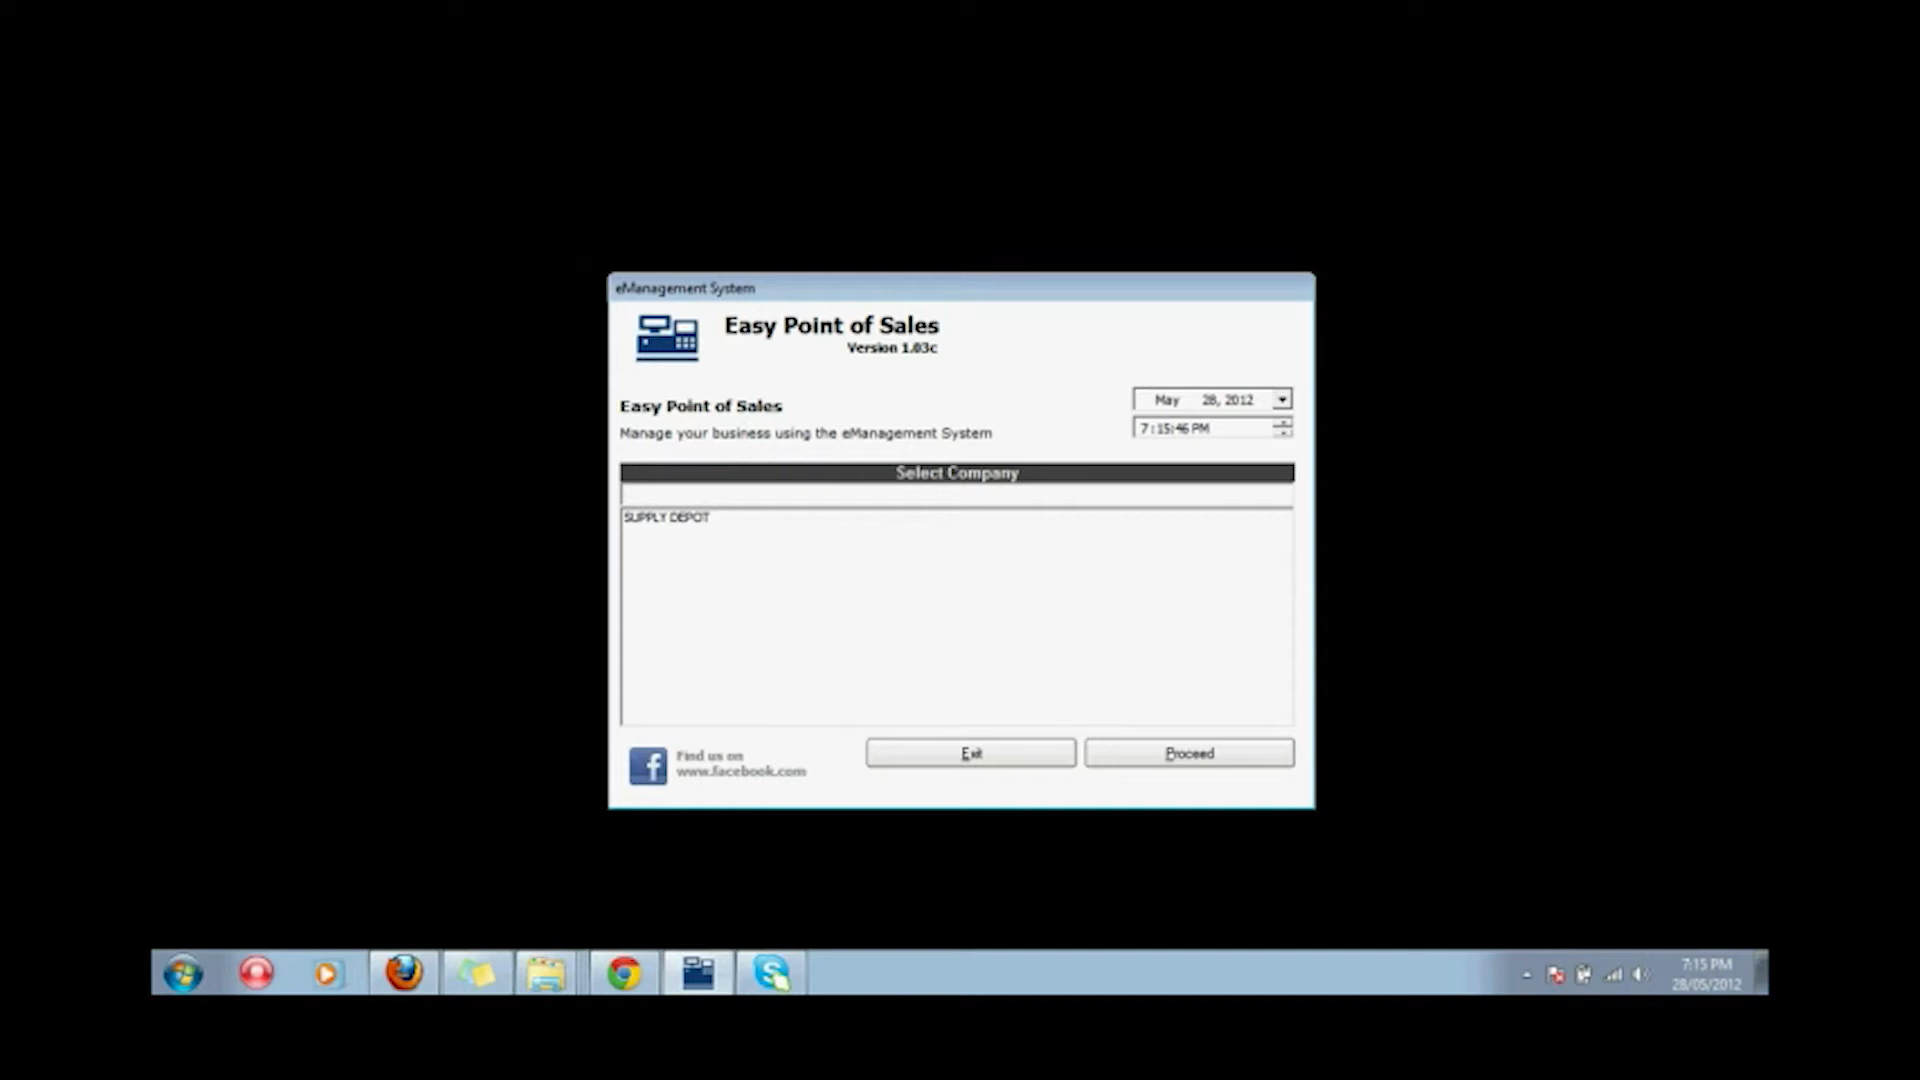 eManagement System
Easy Point of Sales
Version 1.03c
May 28, 2012
Easy Point of Sales
7:15:46 PM
Manage your business using the eManagement System
Select Company
SUPPLY DEPOT
Find us on
www.facebook.com
Exit
Proceed
7:15 PM
28/05/2012